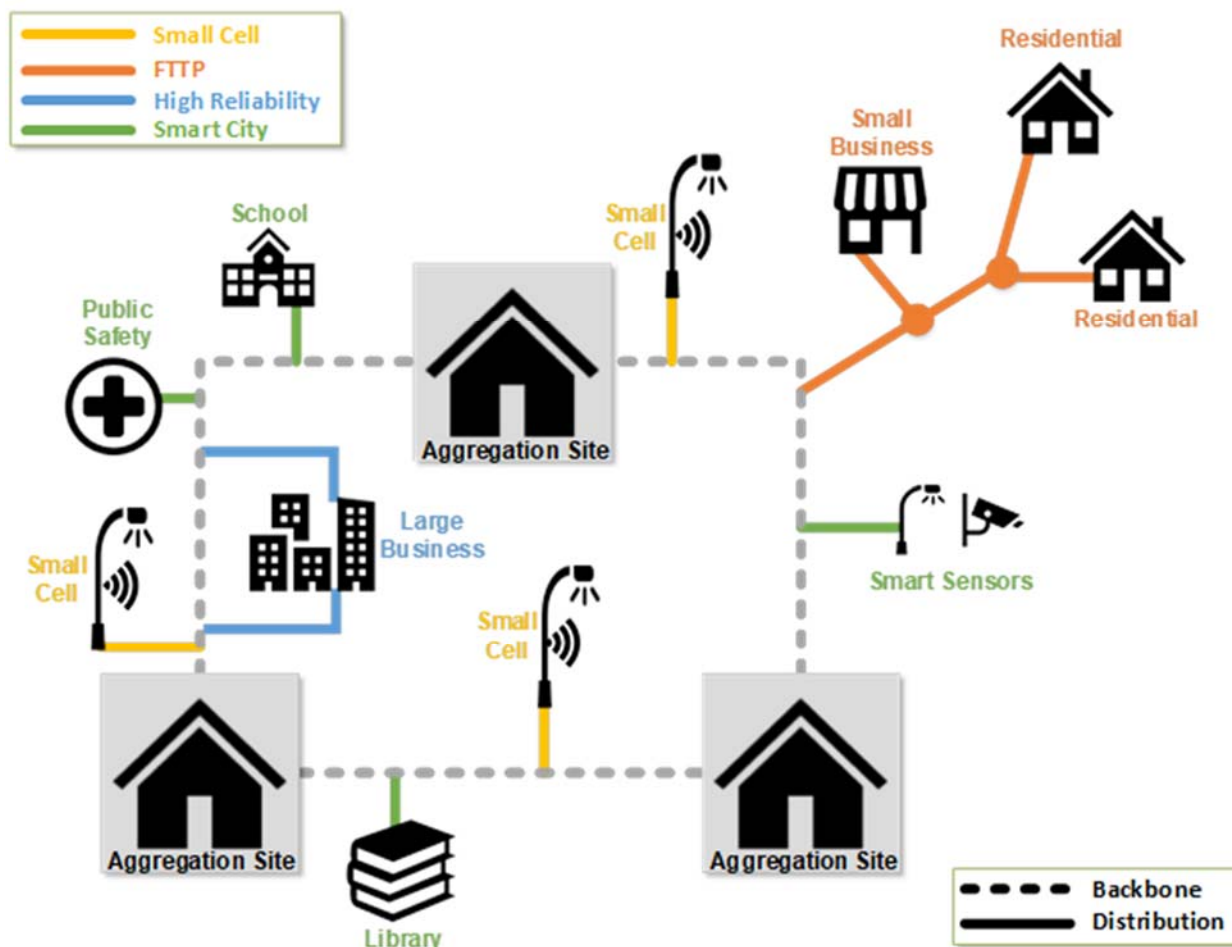 Small Cell
FTTP
High Reliability
Smart City
Residential
Small
Business
School
Small
Cell
Public
Safety
Residential
Aggregation Site
Large
Business
Small
Cell
Smart Sensors
Small
Cell
Aggregation Site
Aggregation Site
Backbone
Distribution
Library